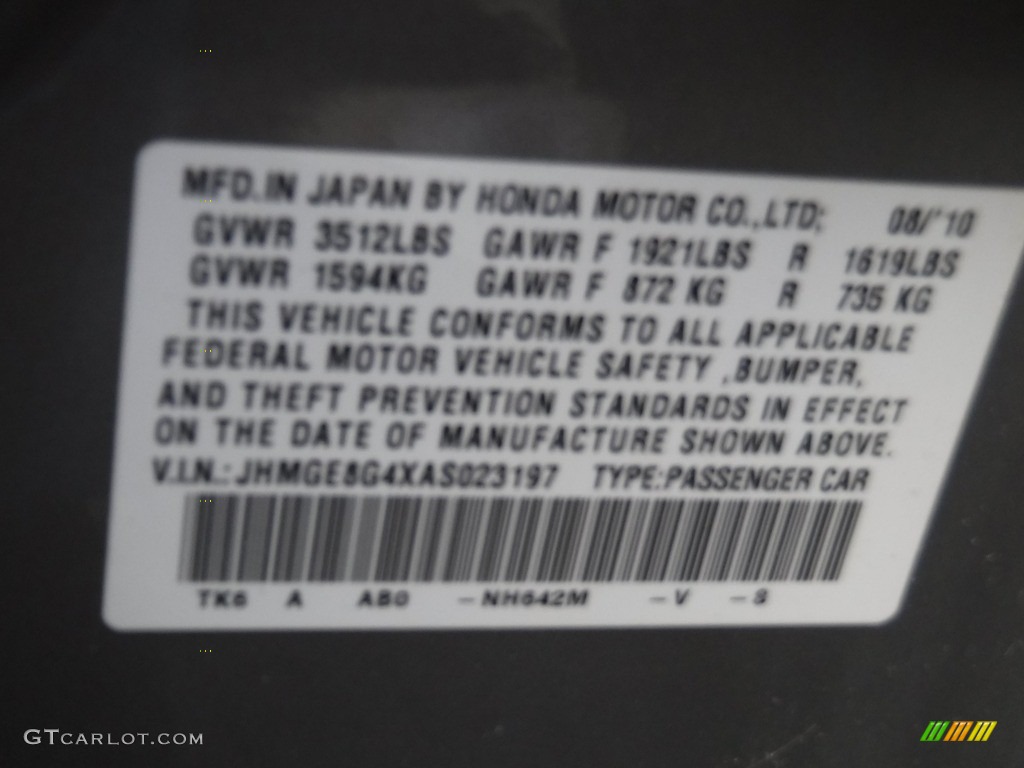 MFD.IN JAPAN BY HONDA MOTOR CO.,LTD; 08/'10
GVWR 3512LBS GAWR F 1921LBS R 1619LBS
GVWR 1594KG GAWR F 872 KG R 735 KG
THIS VEHICLE CONFORMS TO ALL APPLICABLE
FEDERAL MOTOR VEHICLE SAFETY ,BUMPER,
AND THEFT PREVENTION STANDARDS IN EFFECT
ON THE DATE OF MANUFACTURE SHOWN ABOVE.
V.I.N.: JHMGE8G4XAS023197 TYPE:PASSENGER CAR
TK6 A AB0 -NH642M -V -8
GTCARLOT.COM